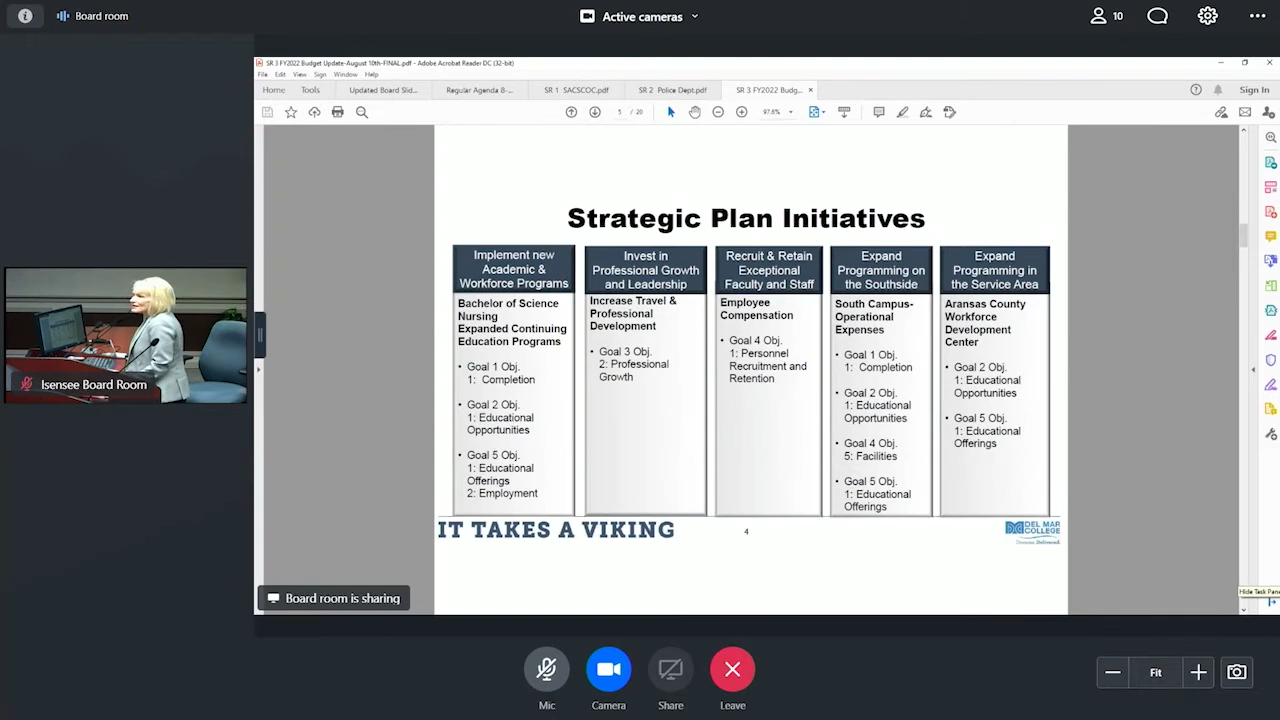 Board room
Active cameras
10
SR 3 FY2022 Budget Update-August 10th-FINAL.pdf - Adobe Acrobat Reader DC (32-bit)
File Edit View Sign Window Help
Home Tools Updated Board Slid... Regular Agenda 8-... SR 1 SACSCOC.pdf SR 2 Police Dept.pdf SR 3 FY2022 Budg... × Sign In
5 / 20 97.8%
Strategic Plan Initiatives
Implement new
Academic &
Workforce Programs
Bachelor of Science
Nursing
Expanded Continuing
Education Programs
• Goal 1 Obj.
1: Completion
• Goal 2 Obj.
1: Educational
Opportunities
• Goal 5 Obj.
1: Educational
Offerings
2: Employment
Invest in
Professional Growth
and Leadership
Increase Travel &
Professional
Development
• Goal 3 Obj.
2: Professional
Growth
Recruit & Retain
Exceptional
Faculty and Staff
Employee
Compensation
• Goal 4 Obj.
1: Personnel
Recruitment and
Retention
Expand
Programming on
the Southside
South Campus-
Operational
Expenses
• Goal 1 Obj.
1: Completion
• Goal 2 Obj.
1: Educational
Opportunities
• Goal 4 Obj.
5: Facilities
• Goal 5 Obj.
1: Educational
Offerings
Expand
Programming in
the Service Area
Aransas County
Workforce
Development
Center
• Goal 2 Obj.
1: Educational
Opportunities
• Goal 5 Obj.
1: Educational
Offerings
IT TAKES A VIKING
4
DEL MAR
COLLEGE
Dreams. Delivered.
Isensee Board Room
Hide Task Pane
Board room is sharing
Mic Camera Share Leave
Fit